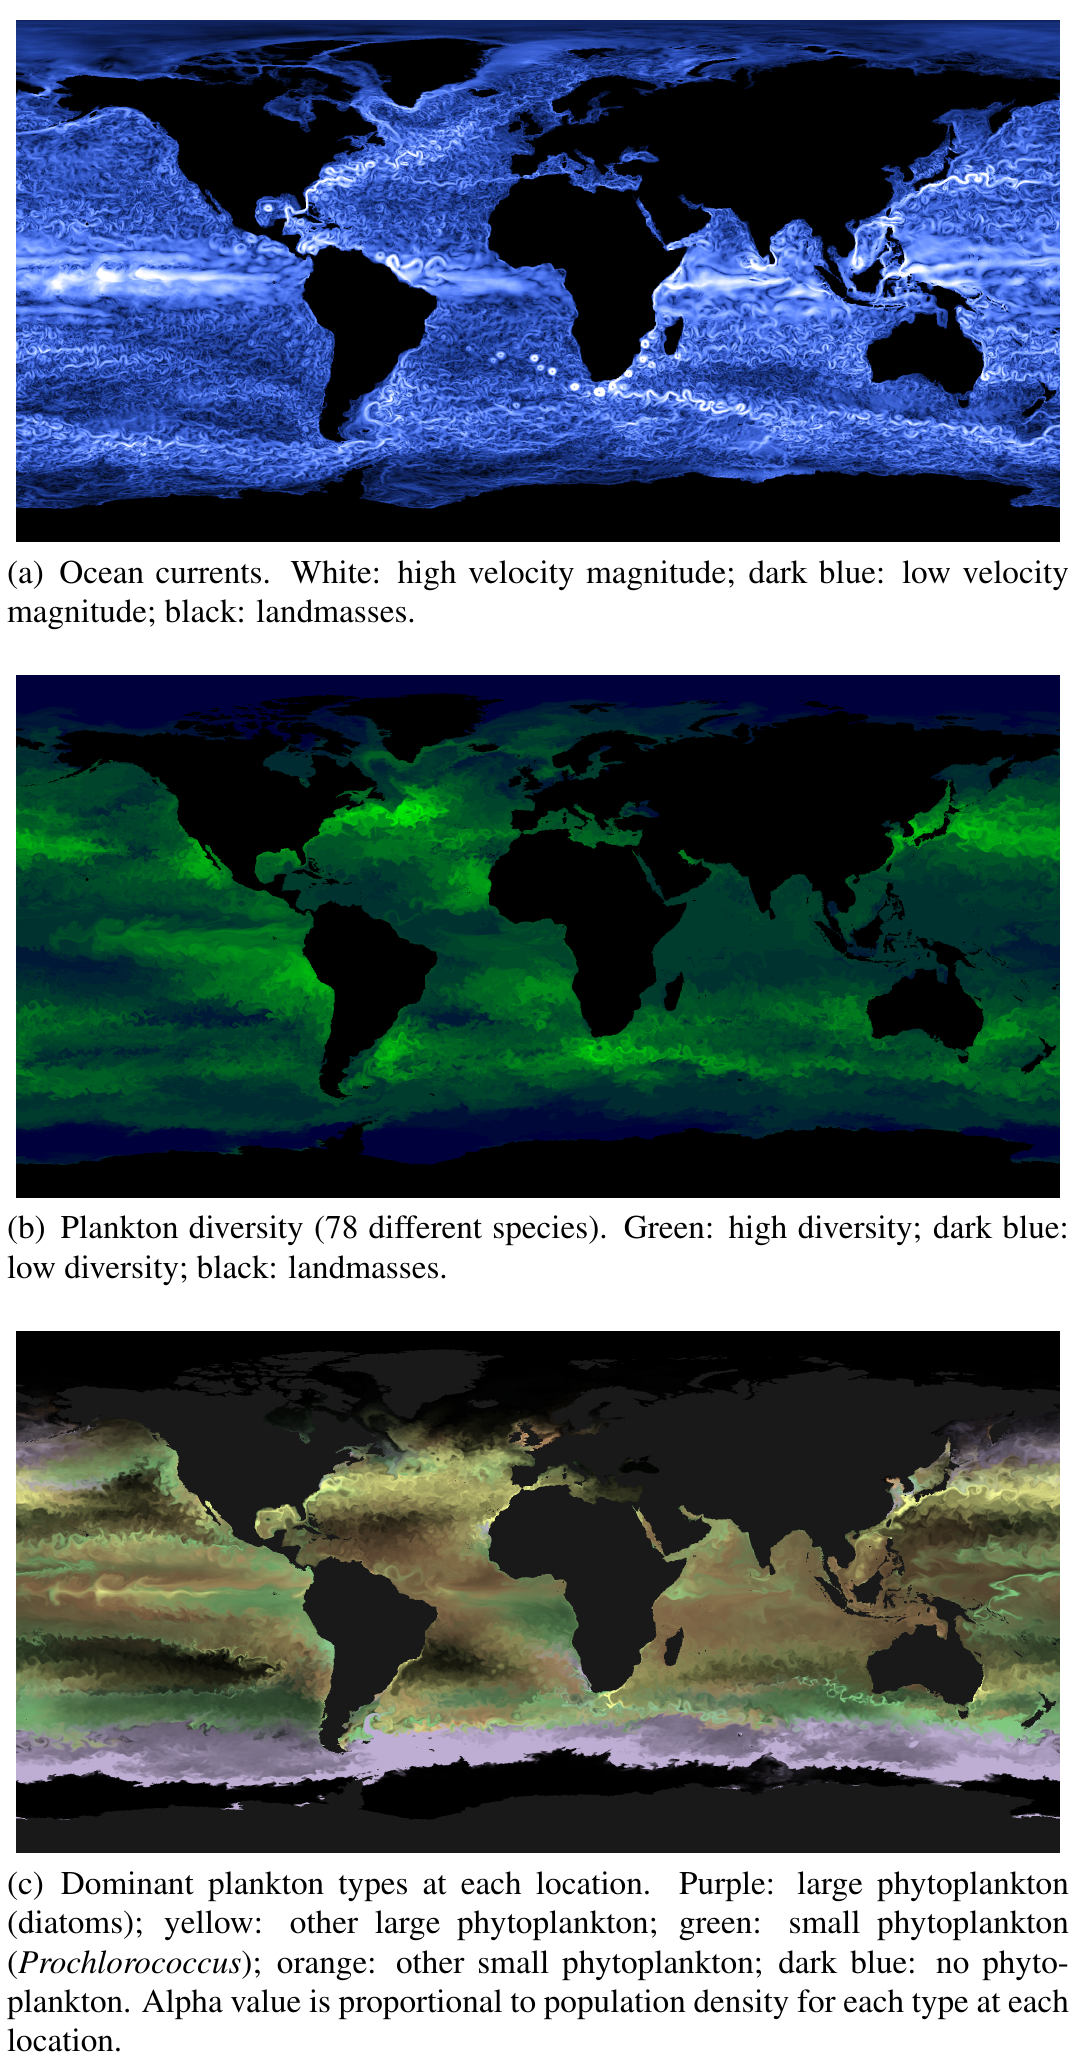 (a) Ocean currents. White: high velocity magnitude; dark blue: low velocity
magnitude; black: landmasses.
(b) Plankton diversity (78 different species). Green: high diversity; dark blue:
low diversity; black: landmasses.
(c) Dominant plankton types at each location. Purple: large phytoplankton
(diatoms); yellow: other large phytoplankton; green: small phytoplankton
(Prochlorococcus); orange: other small phytoplankton; dark blue: no phyto-
plankton. Alpha value is proportional to population density for each type at each
location.